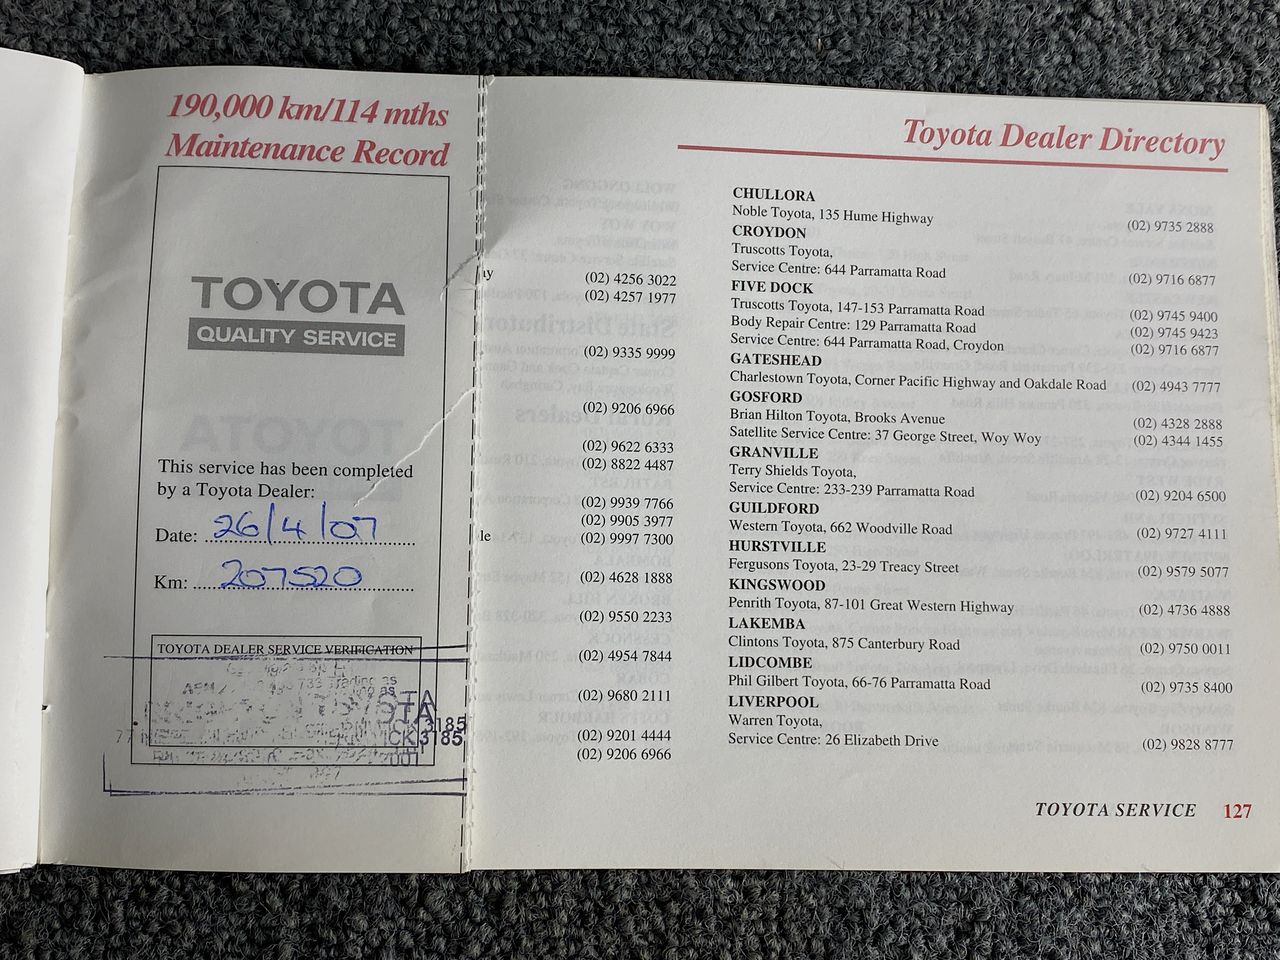 190,000 km/114 mths
Maintenance Record
TOYOTA
QUALITY SERVICE
This service has been completed
by a Toyota Dealer:
Date: 26/4/07
Km: 207520
TOYOTA DEALER SERVICE VERIFICATION
Trading as
TOYOTA
3185
3185
(02) 4256 3022
(02) 4257 1977
(02) 9335 9999
(02) 9206 6966
(02) 9622 6333
(02) 8822 4487
(02) 9939 7766
(02) 9905 3977
(02) 9997 7300
(02) 4628 1888
(02) 9550 2233
(02) 4954 7844
(02) 9680 2111
(02) 9201 4444
(02) 9206 6966
Toyota Dealer Directory
CHULLORA
Noble Toyota, 135 Hume Highway (02) 9735 2888
CROYDON
Truscotts Toyota,
Service Centre: 644 Parramatta Road (02) 9716 6877
FIVE DOCK
Truscotts Toyota, 147-153 Parramatta Road (02) 9745 9400
Body Repair Centre: 129 Parramatta Road (02) 9745 9423
Service Centre: 644 Parramatta Road, Croydon (02) 9716 6877
GATESHEAD
Charlestown Toyota, Corner Pacific Highway and Oakdale Road (02) 4943 7777
GOSFORD
Brian Hilton Toyota, Brooks Avenue (02) 4328 2888
Satellite Service Centre: 37 George Street, Woy Woy (02) 4344 1455
GRANVILLE
Terry Shields Toyota,
Service Centre: 233-239 Parramatta Road (02) 9204 6500
GUILDFORD
Western Toyota, 662 Woodville Road (02) 9727 4111
HURSTVILLE
Fergusons Toyota, 23-29 Treacy Street (02) 9579 5077
KINGSWOOD
Penrith Toyota, 87-101 Great Western Highway (02) 4736 4888
LAKEMBA
Clintons Toyota, 875 Canterbury Road (02) 9750 0011
LIDCOMBE
Phil Gilbert Toyota, 66-76 Parramatta Road (02) 9735 8400
LIVERPOOL
Warren Toyota,
Service Centre: 26 Elizabeth Drive (02) 9828 8777
TOYOTA SERVICE 127